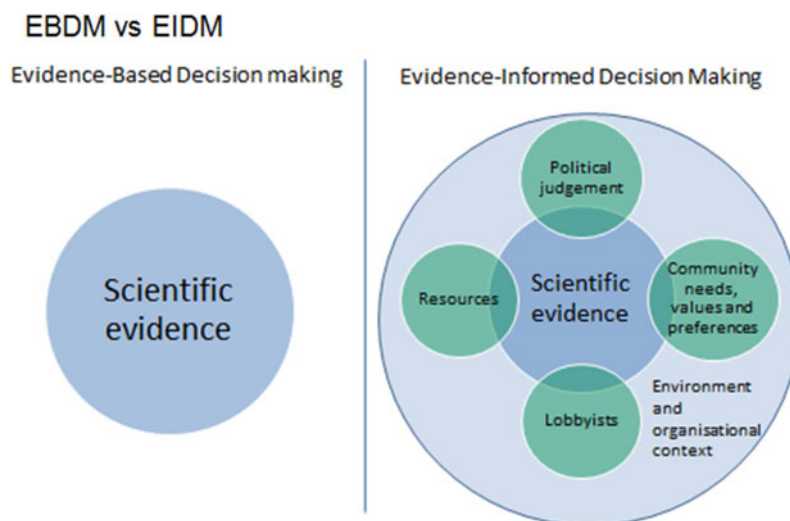 EBDM vs EIDM
Evidence-Based Decision making
Scientific
evidence
Evidence-Informed Decision Making
Political
judgement
Resources
Scientific
evidence
Community
needs,
values and
preferences
Lobbyists
Environment
and
organisational
context